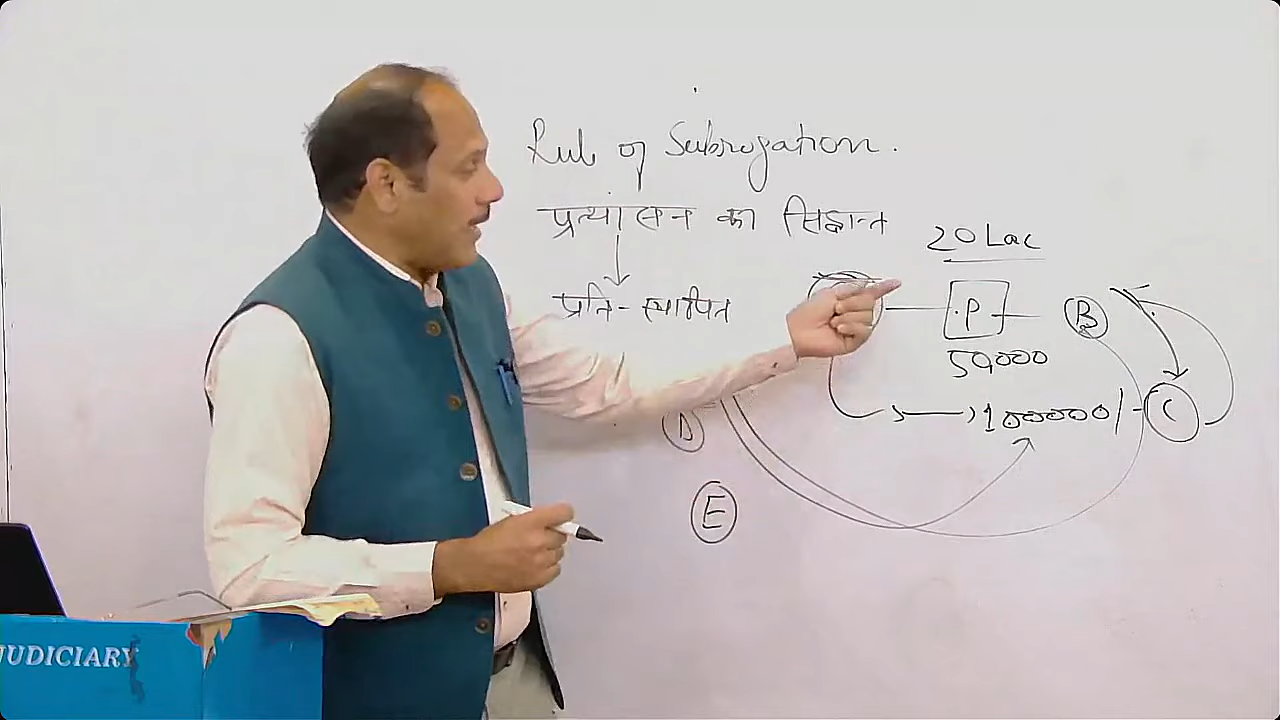 Rule of Subrogation.
प्रत्यासन का सिद्धान्त
20 Lac
प्रति-स्थापित
P
B
50000
100000/-
C
D
E
JUDICIARY